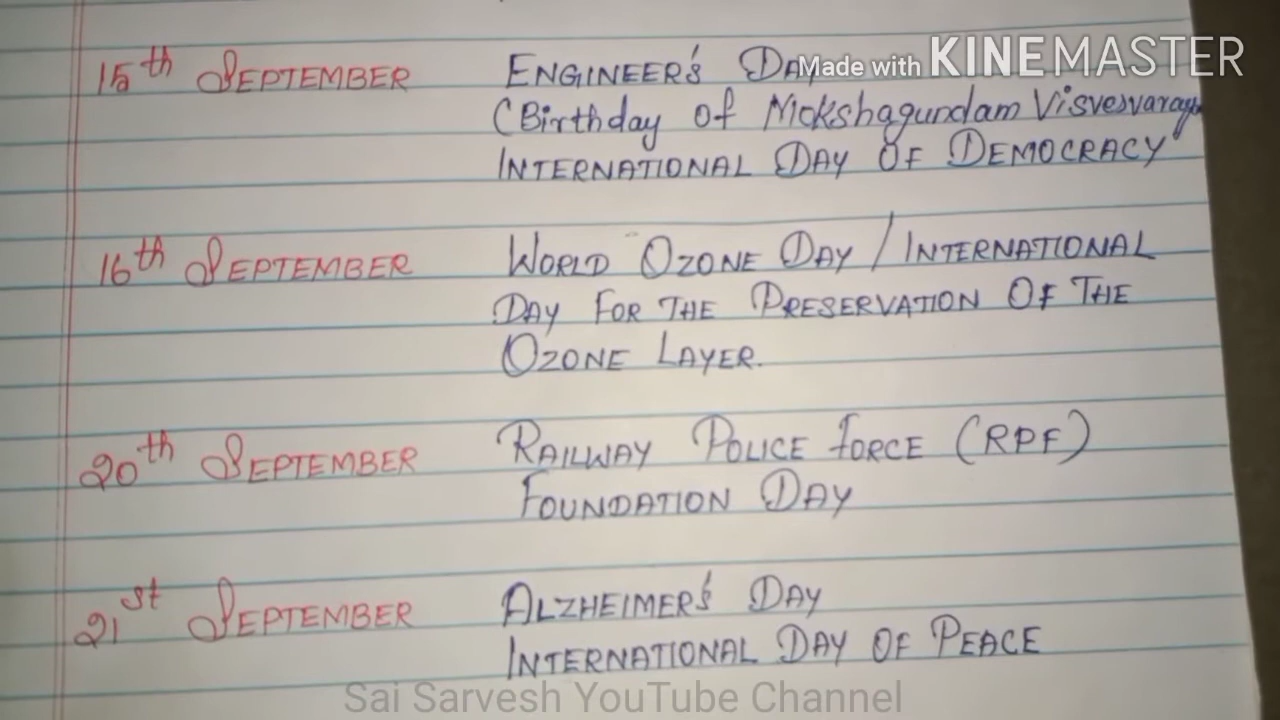 15th SEPTEMBER ENGINEER'S DAY
Made with KINEMASTER
(Birthday of Mokshagundam Visvesvaraya
INTERNATIONAL DAY OF DEMOCRACY
16th SEPTEMBER WORLD OZONE DAY / INTERNATIONAL
DAY FOR THE PRESERVATION OF THE
OZONE LAYER.
20th SEPTEMBER RAILWAY POLICE FORCE (RPF)
FOUNDATION DAY
21st SEPTEMBER ALZHEIMER'S DAY
INTERNATIONAL DAY OF PEACE
Sai Sarvesh YouTube Channel